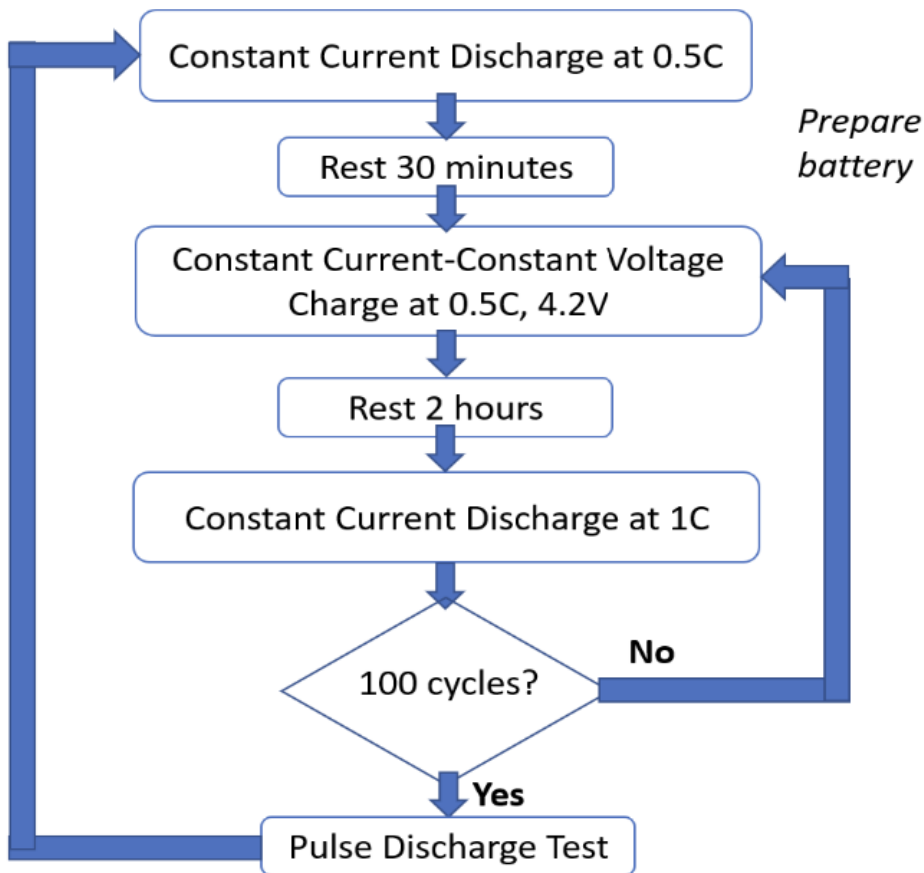 Constant Current Discharge at 0.5C
Prepare
battery
Rest 30 minutes
Constant Current-Constant Voltage
Charge at 0.5C, 4.2V
Rest 2 hours
Constant Current Discharge at 1C
100 cycles?
No
Yes
Pulse Discharge Test